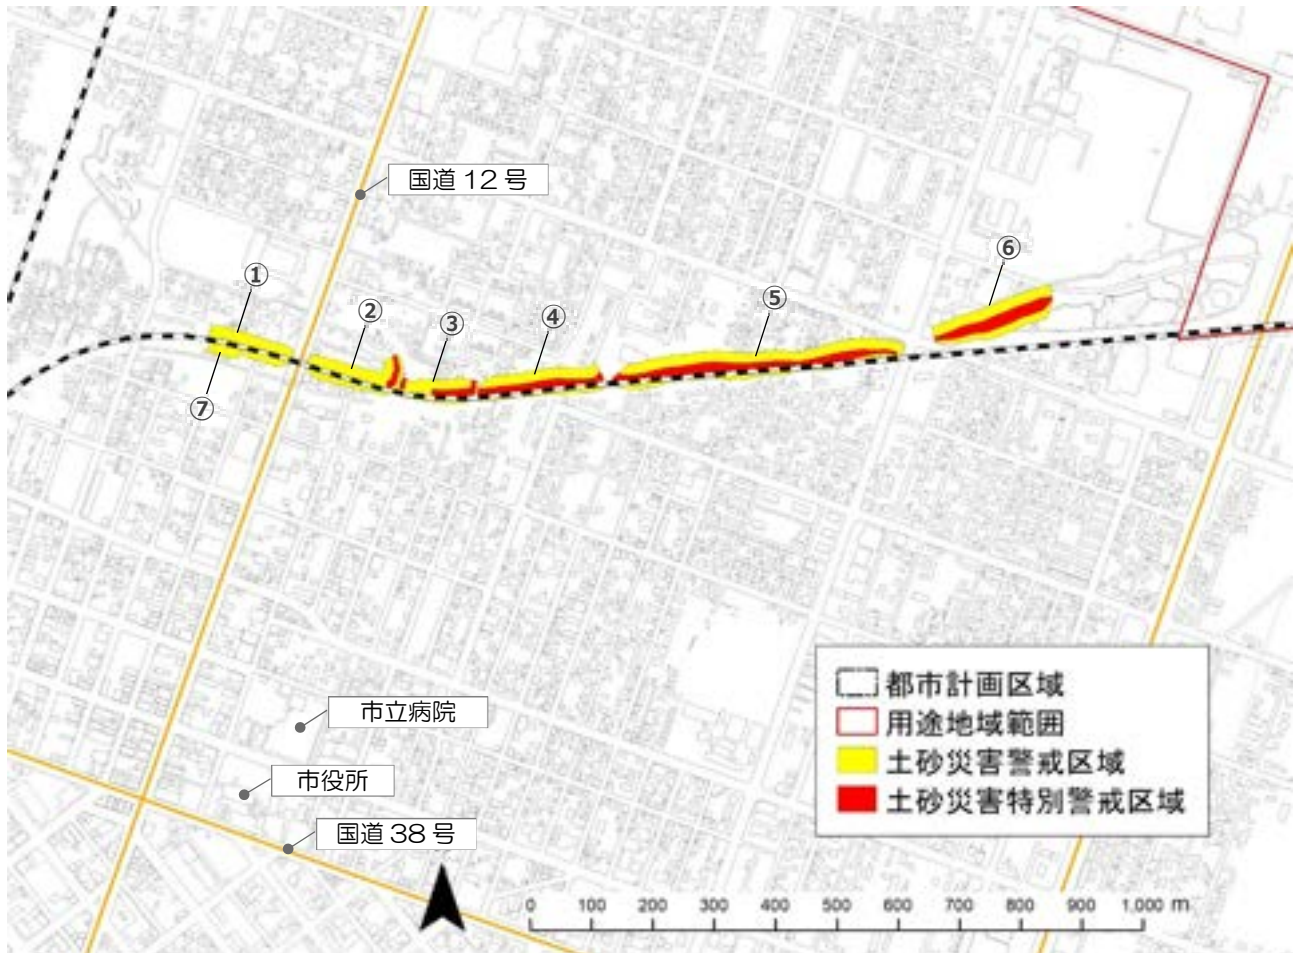 国道 12 号
⑥
①
⑤
②
④
③
⑦
都市計画区域
用途地域範囲
土砂災害警戒区域
土砂災害特別警戒区域
市立病院
市役所
国道 38 号
0 100 200 300 400 500 600 700 800 900 1,000 m